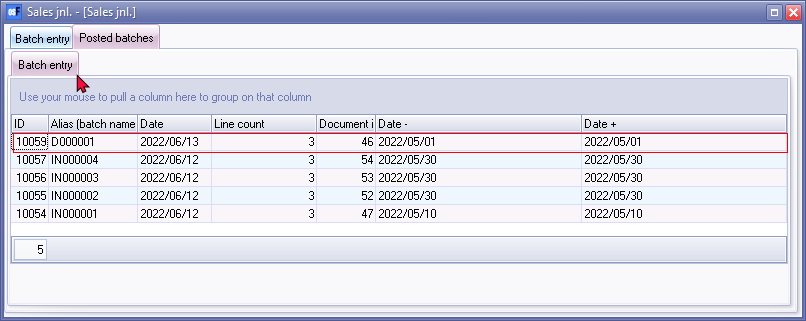 Sales jnl. - [Sales jnl.]
Batch entry Posted batches
Batch entry
Use your mouse to pull a column here to group on that column
ID Alias (batch name Date Line count Document i Date - Date +
10059 D000001 2022/06/13 3 46 2022/05/01 2022/05/01
10057 IN000004 2022/06/12 3 54 2022/05/30 2022/05/30
10056 IN000003 2022/06/12 3 53 2022/05/30 2022/05/30
10055 IN000002 2022/06/12 3 52 2022/05/30 2022/05/30
10054 IN000001 2022/06/12 3 47 2022/05/10 2022/05/10
5